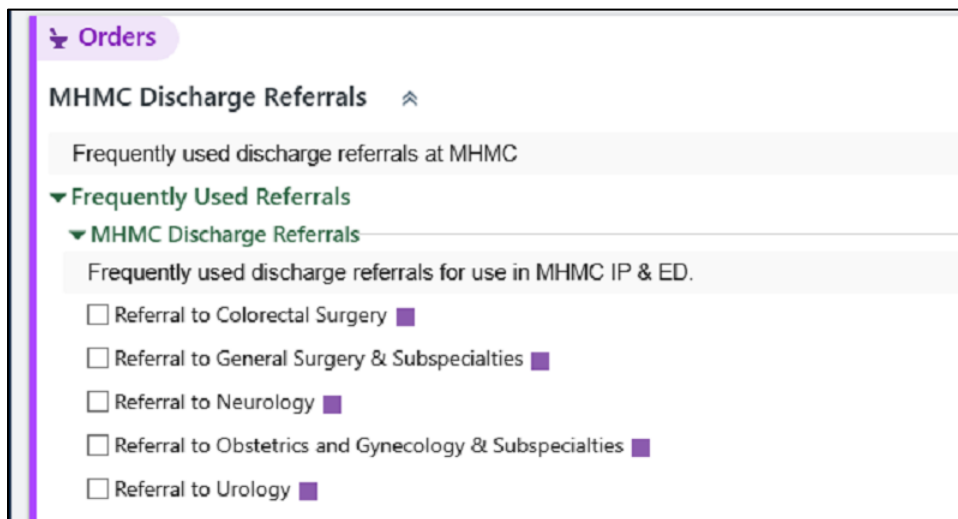 Orders
MHMC Discharge Referrals
Frequently used discharge referrals at MHMC
Frequently Used Referrals
MHMC Discharge Referrals
Frequently used discharge referrals for use in MHMC IP & ED.
Referral to Colorectal Surgery
Referral to General Surgery & Subspecialties
Referral to Neurology
Referral to Obstetrics and Gynecology & Subspecialties
Referral to Urology